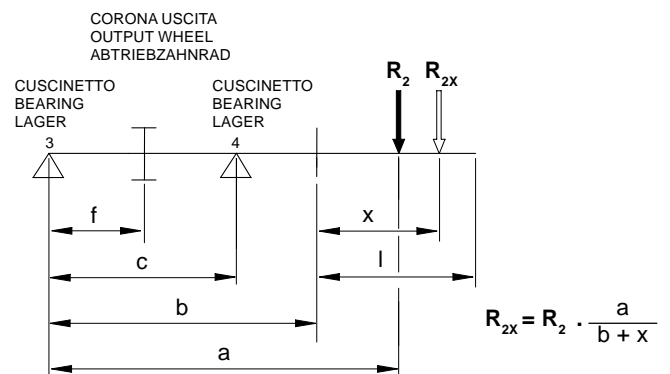 CORONA USCITA
OUTPUT WHEEL
ABTRIEBZAHNRAD
CUSCINETTO
BEARING
LAGER
3
CUSCINETTO
BEARING
LAGER
4
R₂
R₂ₓ
f
x
c
l
b
a
R₂ₓ = R₂ · a / (b + x)